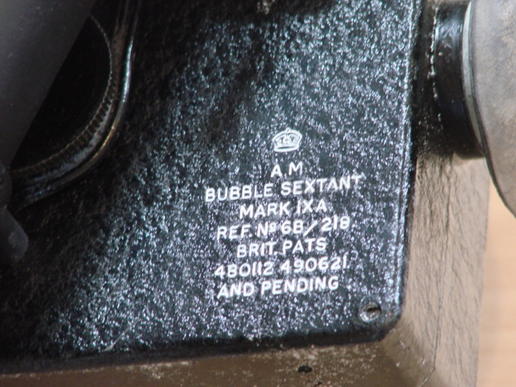 A M
BUBBLE SEXTANT
MARK IXA
REF. Nº 6B/218
BRIT. PATS
480112 490621
AND PENDING